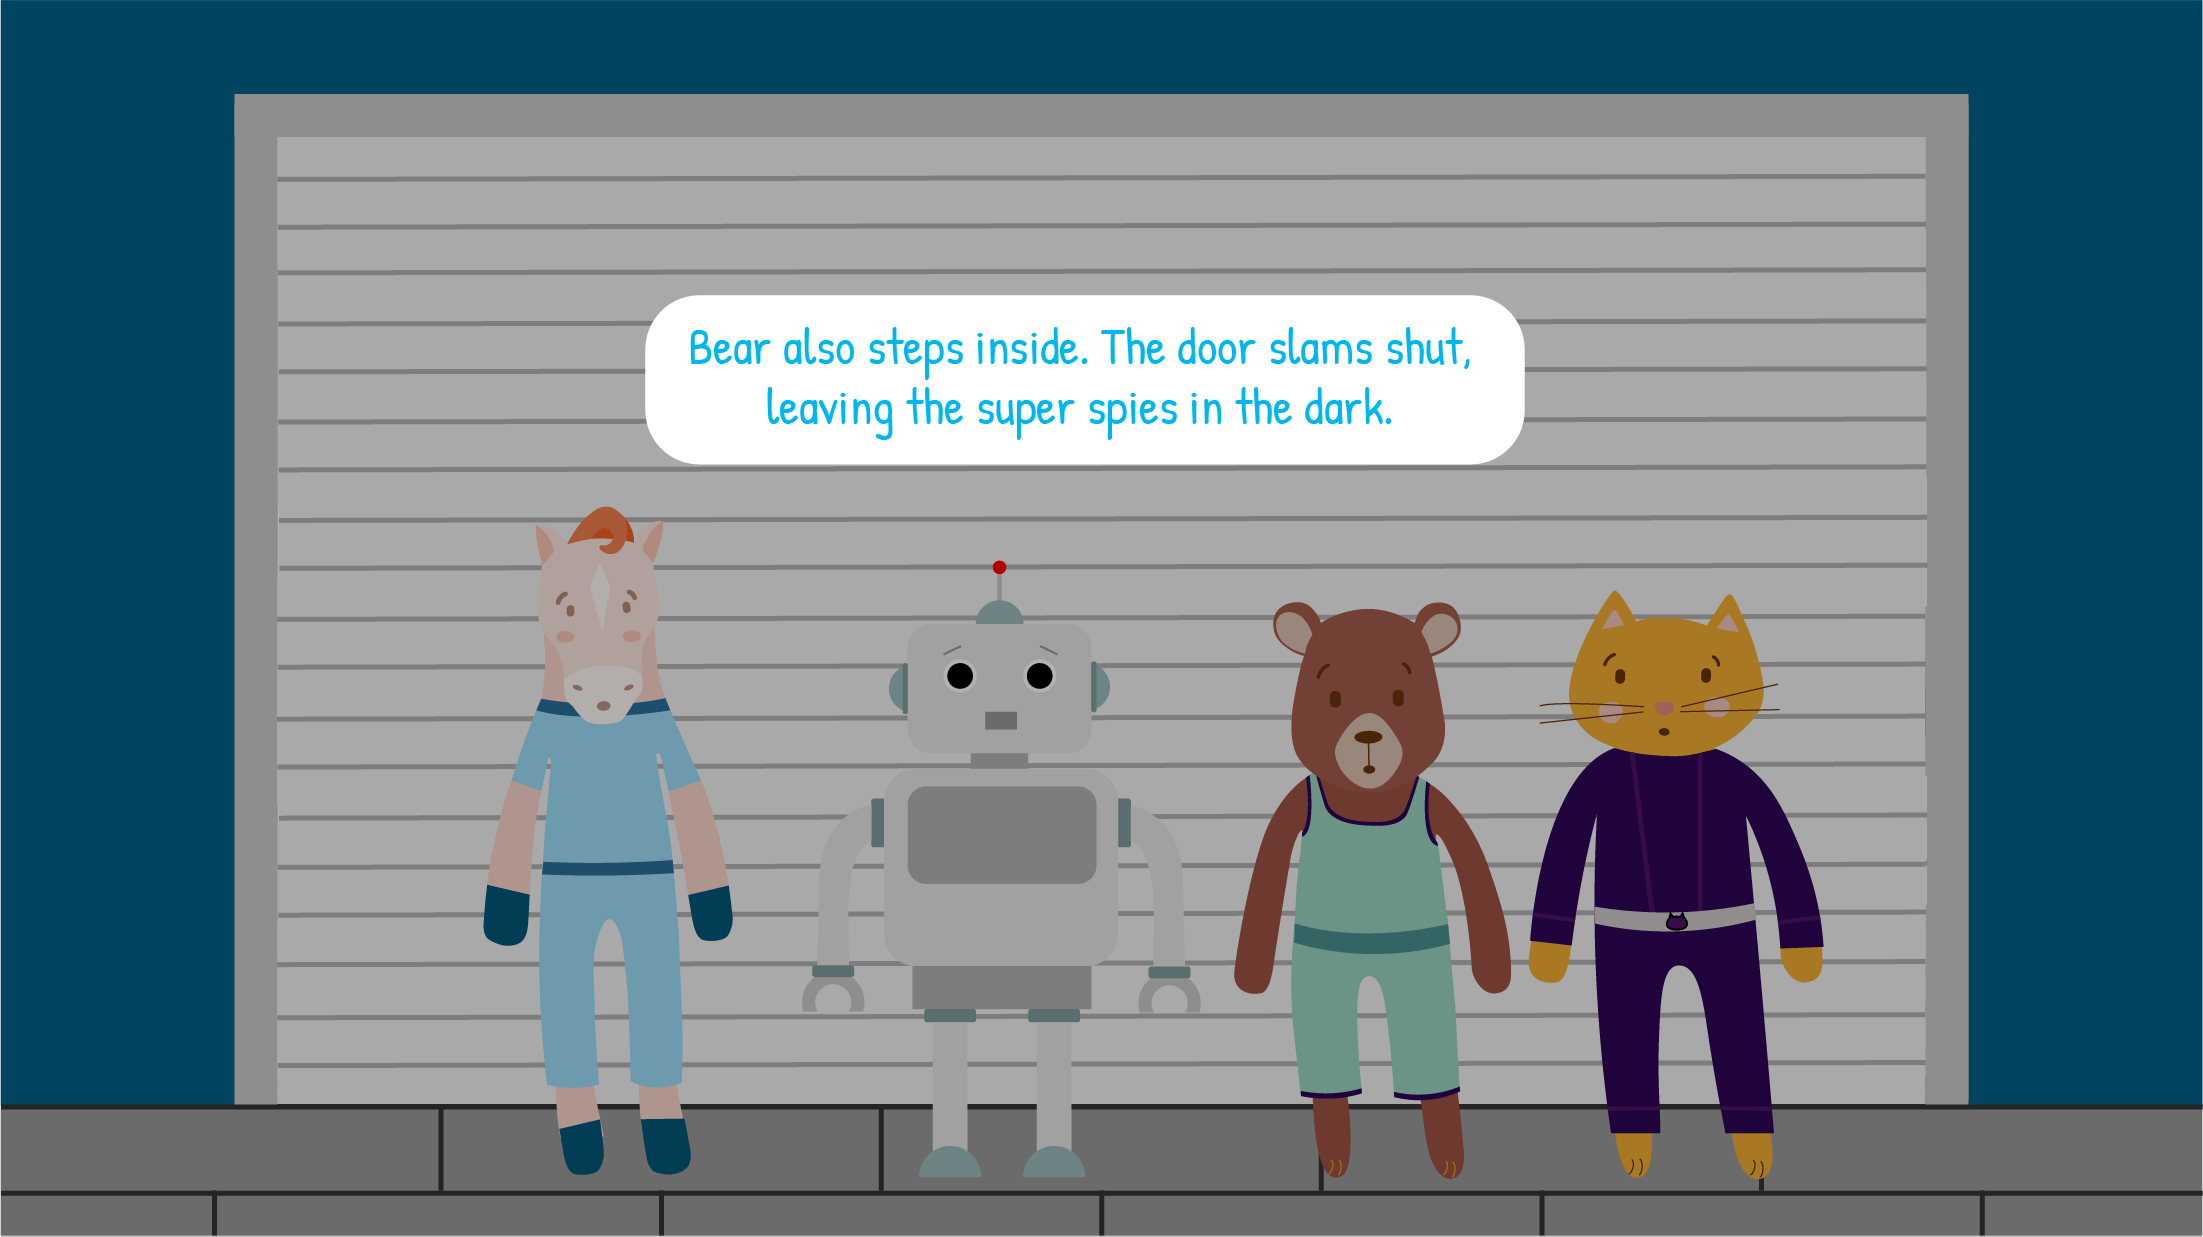 Bear also steps inside. The door slams shut,
leaving the super spies in the dark.